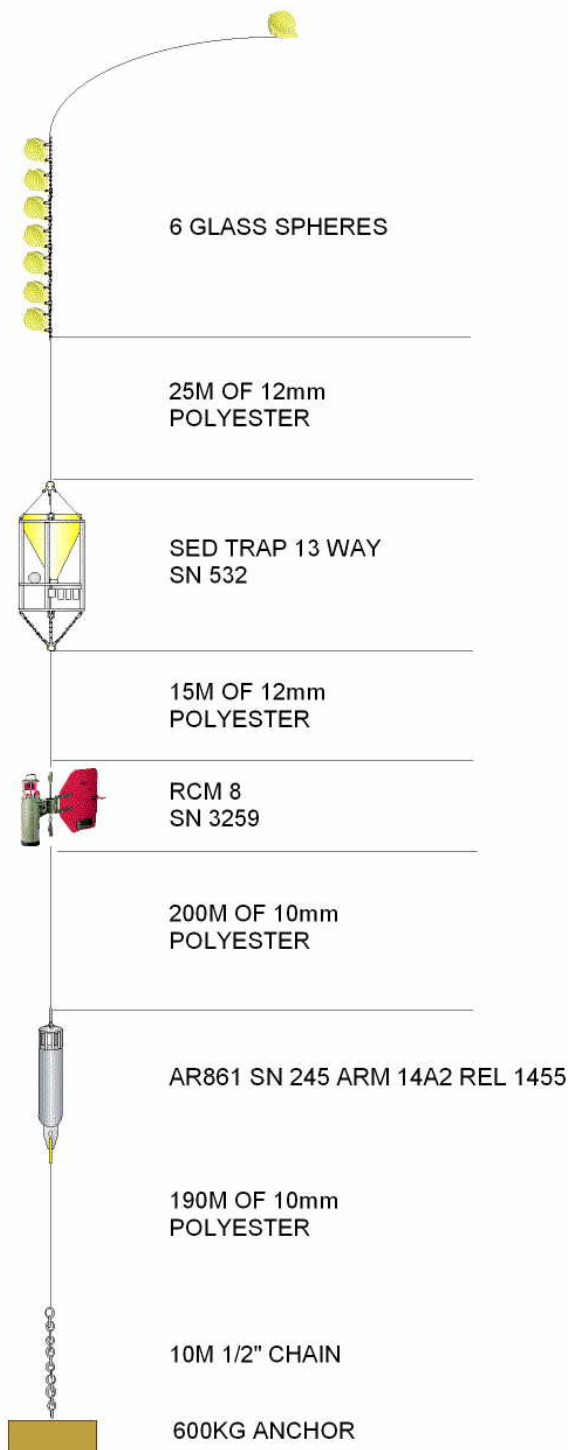 6 GLASS SPHERES
25M OF 12mm
POLYESTER
SED TRAP 13 WAY
SN 532
15M OF 12mm
POLYESTER
RCM 8
SN 3259
200M OF 10mm
POLYESTER
AR861 SN 245 ARM 14A2 REL 1455
190M OF 10mm
POLYESTER
10M 1/2" CHAIN
600KG ANCHOR